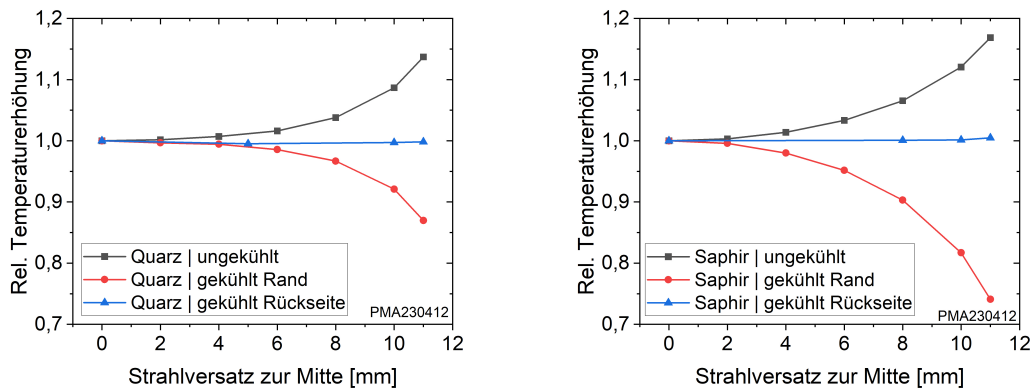 Rel. Temperaturerhöhung
1,2
1,1
1,0
0,9
0,8
0,7
Quarz | ungekühlt
Quarz | gekühlt Rand
Quarz | gekühlt Rückseite
PMA230412
0 2 4 6 8 10 12
Strahlversatz zur Mitte [mm]
Rel. Temperaturerhöhung
1,2
1,1
1,0
0,9
0,8
0,7
Saphir | ungekühlt
Saphir | gekühlt Rand
Saphir | gekühlt Rückseite
PMA230412
0 2 4 6 8 10 12
Strahlversatz zur Mitte [mm]